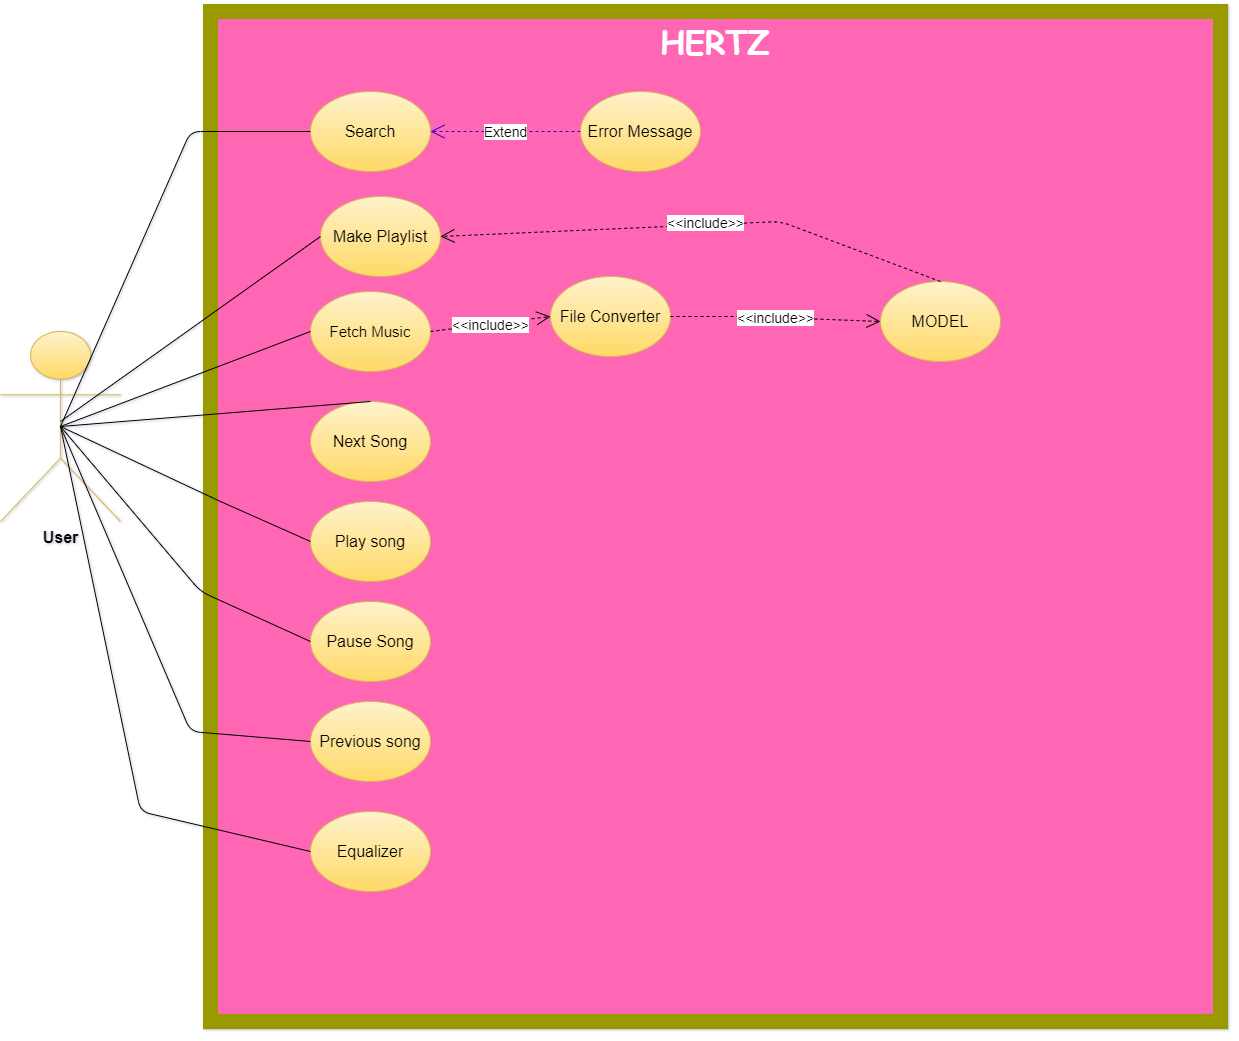 HERTZ
Search
Extend
Error Message
Make Playlist
<<include>>
Fetch Music
<<include>>
File Converter
<<include>>
MODEL
Next Song
User
Play song
Pause Song
Previous song
Equalizer